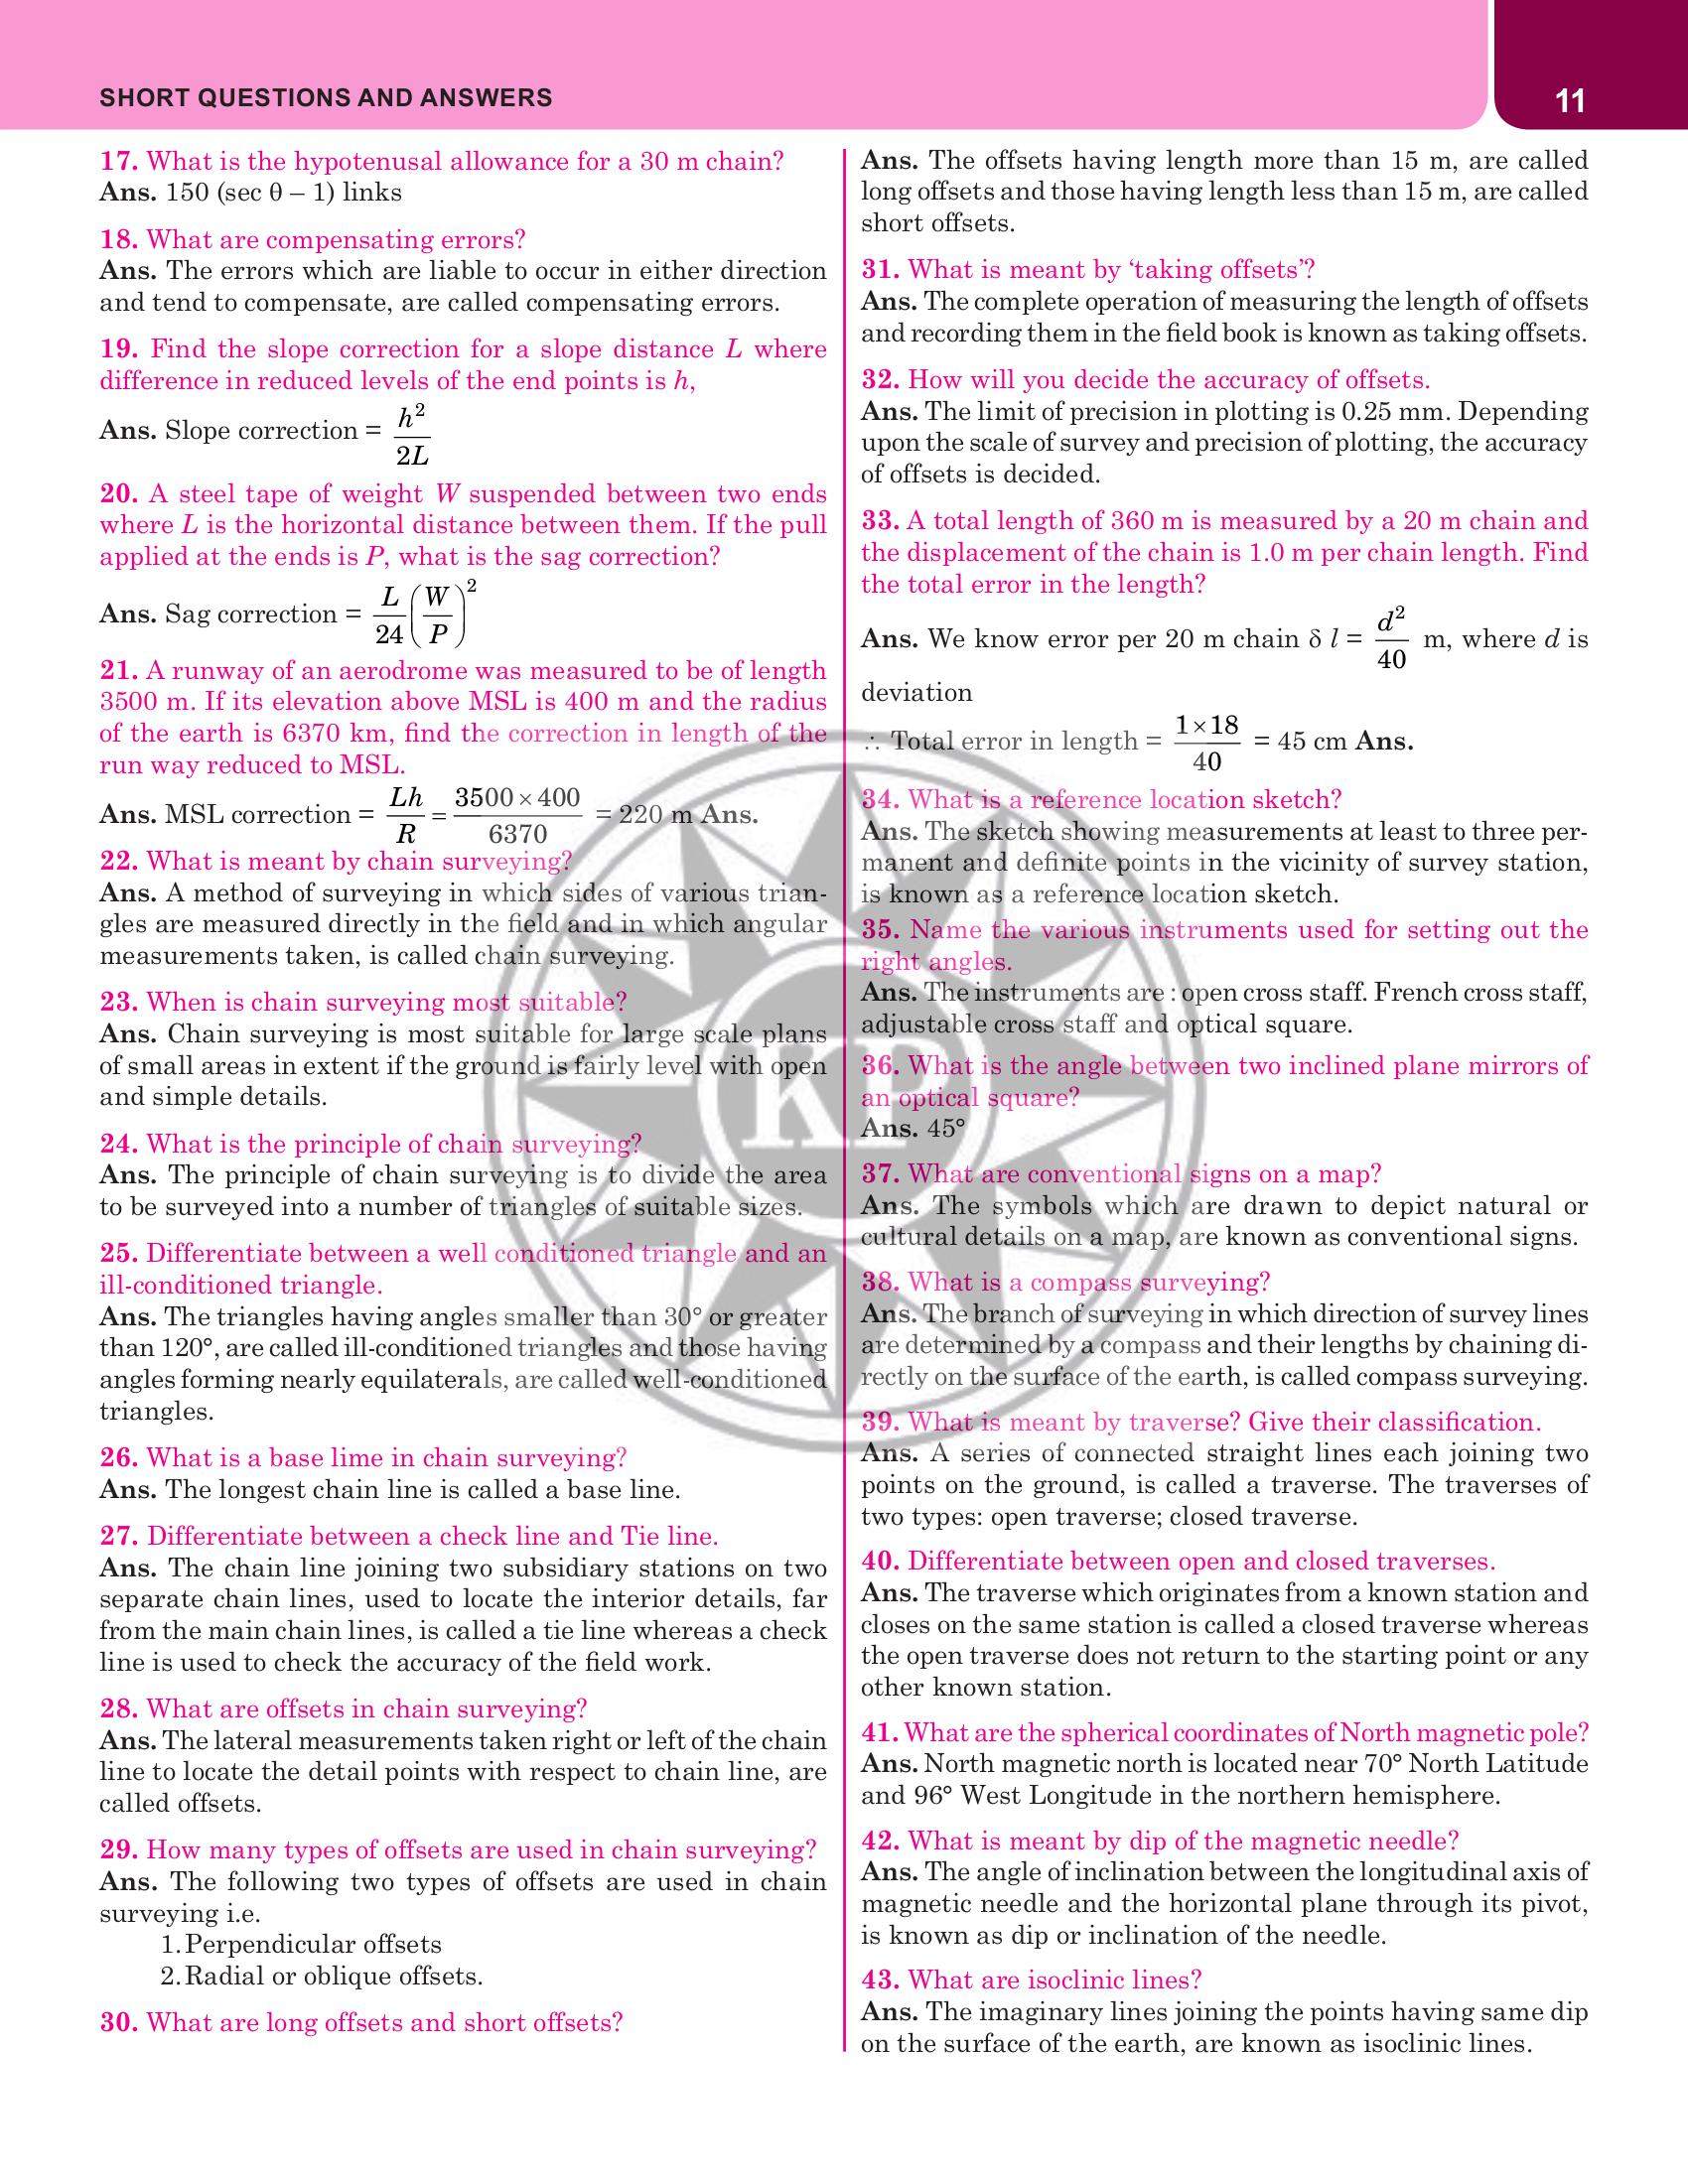 SHORT QUESTIONS AND ANSWERS
11
17. What is the hypotenusal allowance for a 30 m chain?
Ans. 150 (sec θ – 1) links
18. What are compensating errors?
Ans. The errors which are liable to occur in either direction
and tend to compensate, are called compensating errors.
19. Find the slope correction for a slope distance L where
difference in reduced levels of the end points is h,
Ans. Slope correction = h²/2L
20. A steel tape of weight W suspended between two ends
where L is the horizontal distance between them. If the pull
applied at the ends is P, what is the sag correction?
Ans. Sag correction = L/24 (W/P)²
21. A runway of an aerodrome was measured to be of length
3500 m. If its elevation above MSL is 400 m and the radius
of the earth is 6370 km, find the correction in length of the
run way reduced to MSL.
Ans. MSL correction = Lh/R = 3500 × 400/6370 = 220 m Ans.
22. What is meant by chain surveying?
Ans. A method of surveying in which sides of various trian-
gles are measured directly in the field and in which angular
measurements taken, is called chain surveying.
23. When is chain surveying most suitable?
Ans. Chain surveying is most suitable for large scale plans
of small areas in extent if the ground is fairly level with open
and simple details.
24. What is the principle of chain surveying?
Ans. The principle of chain surveying is to divide the area
to be surveyed into a number of triangles of suitable sizes.
25. Differentiate between a well conditioned triangle and an
ill-conditioned triangle.
Ans. The triangles having angles smaller than 30° or greater
than 120°, are called ill-conditioned triangles and those having
angles forming nearly equilaterals, are called well-conditioned
triangles.
26. What is a base lime in chain surveying?
Ans. The longest chain line is called a base line.
27. Differentiate between a check line and Tie line.
Ans. The chain line joining two subsidiary stations on two
separate chain lines, used to locate the interior details, far
from the main chain lines, is called a tie line whereas a check
line is used to check the accuracy of the field work.
28. What are offsets in chain surveying?
Ans. The lateral measurements taken right or left of the chain
line to locate the detail points with respect to chain line, are
called offsets.
29. How many types of offsets are used in chain surveying?
Ans. The following two types of offsets are used in chain
surveying i.e.
1. Perpendicular offsets
2. Radial or oblique offsets.
30. What are long offsets and short offsets?
Ans. The offsets having length more than 15 m, are called
long offsets and those having length less than 15 m, are called
short offsets.
31. What is meant by ‘taking offsets’?
Ans. The complete operation of measuring the length of offsets
and recording them in the field book is known as taking offsets.
32. How will you decide the accuracy of offsets.
Ans. The limit of precision in plotting is 0.25 mm. Depending
upon the scale of survey and precision of plotting, the accuracy
of offsets is decided.
33. A total length of 360 m is measured by a 20 m chain and
the displacement of the chain is 1.0 m per chain length. Find
the total error in the length?
Ans. We know error per 20 m chain δ l = d²/40 m, where d is
deviation
∴ Total error in length = 1×18/40 = 45 cm Ans.
34. What is a reference location sketch?
Ans. The sketch showing measurements at least to three per-
manent and definite points in the vicinity of survey station,
is known as a reference location sketch.
35. Name the various instruments used for setting out the
right angles.
Ans. The instruments are : open cross staff. French cross staff,
adjustable cross staff and optical square.
36. What is the angle between two inclined plane mirrors of
an optical square?
Ans. 45°
37. What are conventional signs on a map?
Ans. The symbols which are drawn to depict natural or
cultural details on a map, are known as conventional signs.
38. What is a compass surveying?
Ans. The branch of surveying in which direction of survey lines
are determined by a compass and their lengths by chaining di-
rectly on the surface of the earth, is called compass surveying.
39. What is meant by traverse? Give their classification.
Ans. A series of connected straight lines each joining two
points on the ground, is called a traverse. The traverses of
two types: open traverse; closed traverse.
40. Differentiate between open and closed traverses.
Ans. The traverse which originates from a known station and
closes on the same station is called a closed traverse whereas
the open traverse does not return to the starting point or any
other known station.
41. What are the spherical coordinates of North magnetic pole?
Ans. North magnetic north is located near 70° North Latitude
and 96° West Longitude in the northern hemisphere.
42. What is meant by dip of the magnetic needle?
Ans. The angle of inclination between the longitudinal axis of
magnetic needle and the horizontal plane through its pivot,
is known as dip or inclination of the needle.
43. What are isoclinic lines?
Ans. The imaginary lines joining the points having same dip
on the surface of the earth, are known as isoclinic lines.
KP